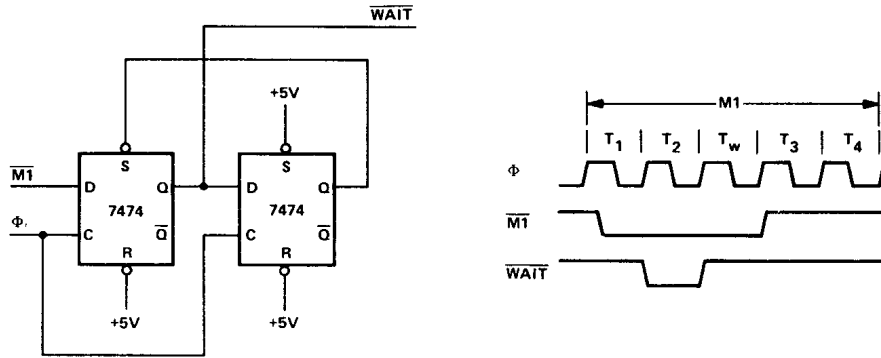 WAIT
+5V
S
S
M1
D
Q
D
Q
7474
7474
Φ
C
Q
C
Q
R
R
+5V
+5V
M1
T1
T2
Tw
T3
T4
Φ
M1
WAIT